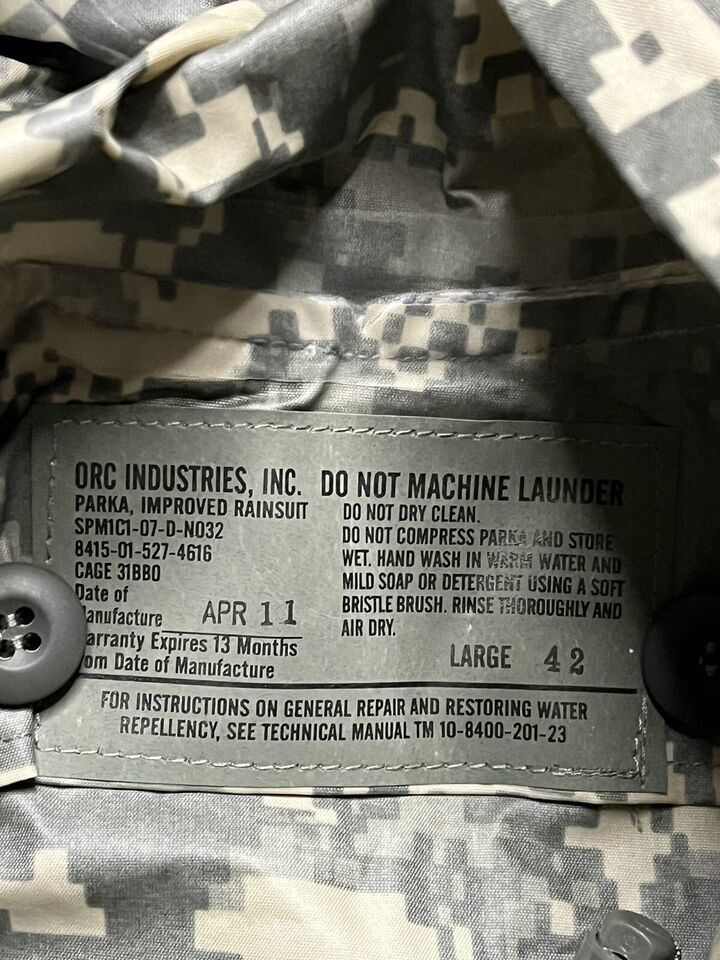 ORC INDUSTRIES, INC.
PARKA, IMPROVED RAINSUIT
SPM1C1-07-D-N032
8415-01-527-4616
CAGE 31BB0
Date of
anufacture APR 11
arranty Expires 13 Months
om Date of Manufacture
DO NOT MACHINE LAUNDER
DO NOT DRY CLEAN.
DO NOT COMPRESS PARKA AND STORE
WET. HAND WASH IN WARM WATER AND
MILD SOAP OR DETERGENT USING A SOFT
BRISTLE BRUSH. RINSE THOROUGHLY AND
AIR DRY.
LARGE 42
FOR INSTRUCTIONS ON GENERAL REPAIR AND RESTORING WATER
REPELLENCY, SEE TECHNICAL MANUAL TM 10-8400-201-23